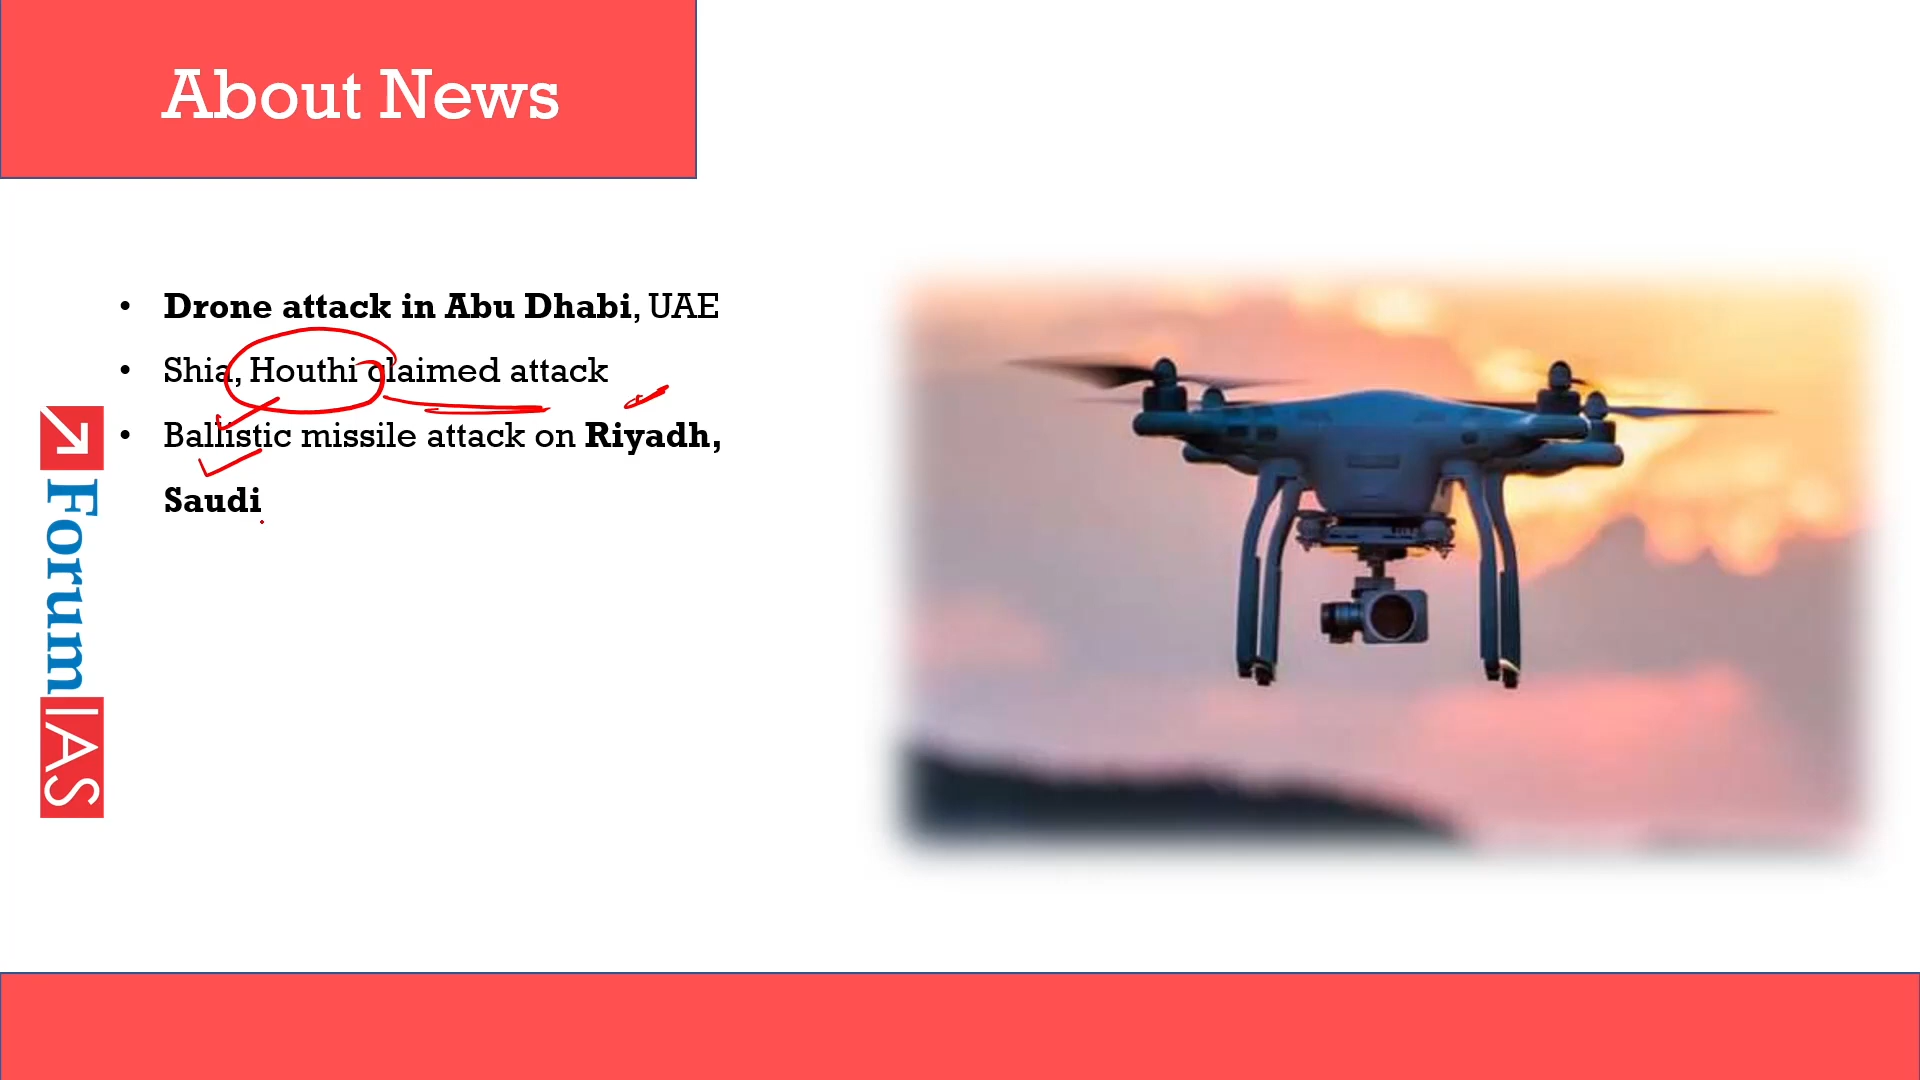 About News
• Drone attack in Abu Dhabi, UAE
• Shia, Houthi claimed attack
• Ballistic missile attack on Riyadh,
Saudi
ForumIAS